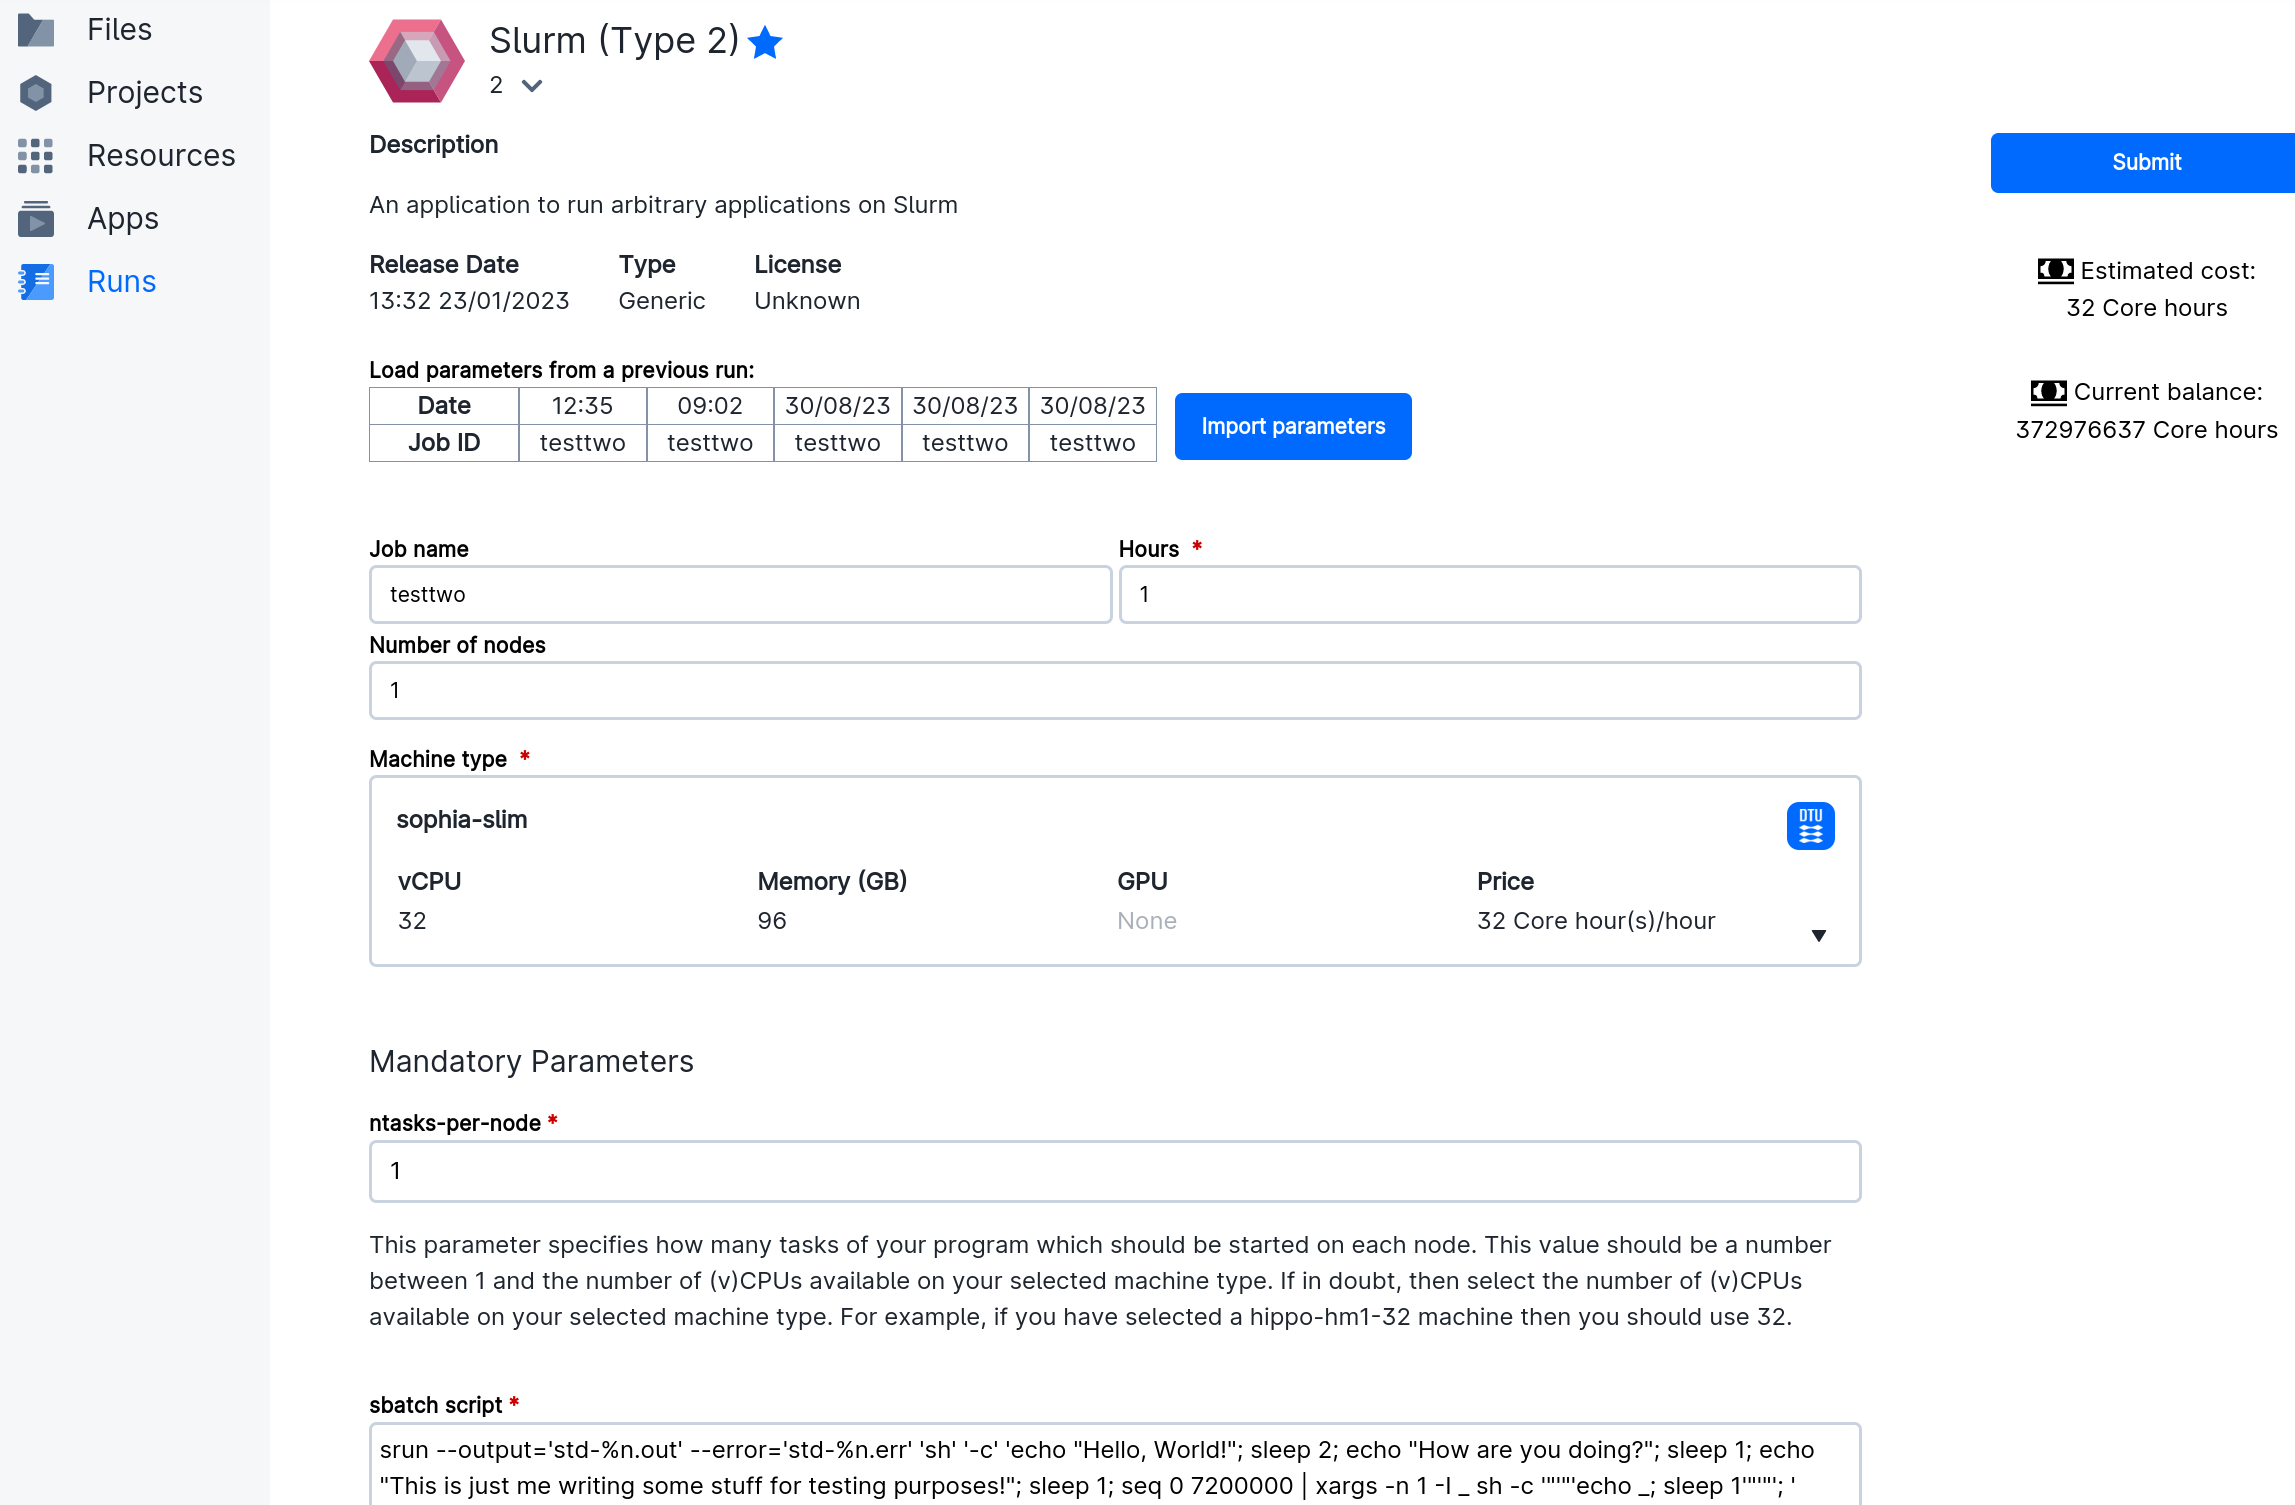 Files
Projects
Resources
Apps
Runs
Slurm (Type 2)
2
Description
An application to run arbitrary applications on Slurm
Release Date Type License
13:32 23/01/2023 Generic Unknown
Load parameters from a previous run:
Date 12:35 09:02 30/08/23 30/08/23 30/08/23
Job ID testtwo testtwo testtwo testtwo testtwo
Import parameters
Submit
Estimated cost:
32 Core hours
Current balance:
372976637 Core hours
Job name Hours *
testtwo 1
Number of nodes
1
Machine type *
sophia-slim
DTU
vCPU Memory (GB) GPU Price
32 96 None 32 Core hour(s)/hour
Mandatory Parameters
ntasks-per-node *
1
This parameter specifies how many tasks of your program which should be started on each node. This value should be a number
between 1 and the number of (v)CPUs available on your selected machine type. If in doubt, then select the number of (v)CPUs
available on your selected machine type. For example, if you have selected a hippo-hm1-32 machine then you should use 32.
sbatch script *
srun --output='std-%n.out' --error='std-%n.err' 'sh' '-c' 'echo "Hello, World!"; sleep 2; echo "How are you doing?"; sleep 1; echo
"This is just me writing some stuff for testing purposes!"; sleep 1; seq 0 7200000 | xargs -n 1 -I _ sh -c '"'"'echo _; sleep 1'"'"'; '